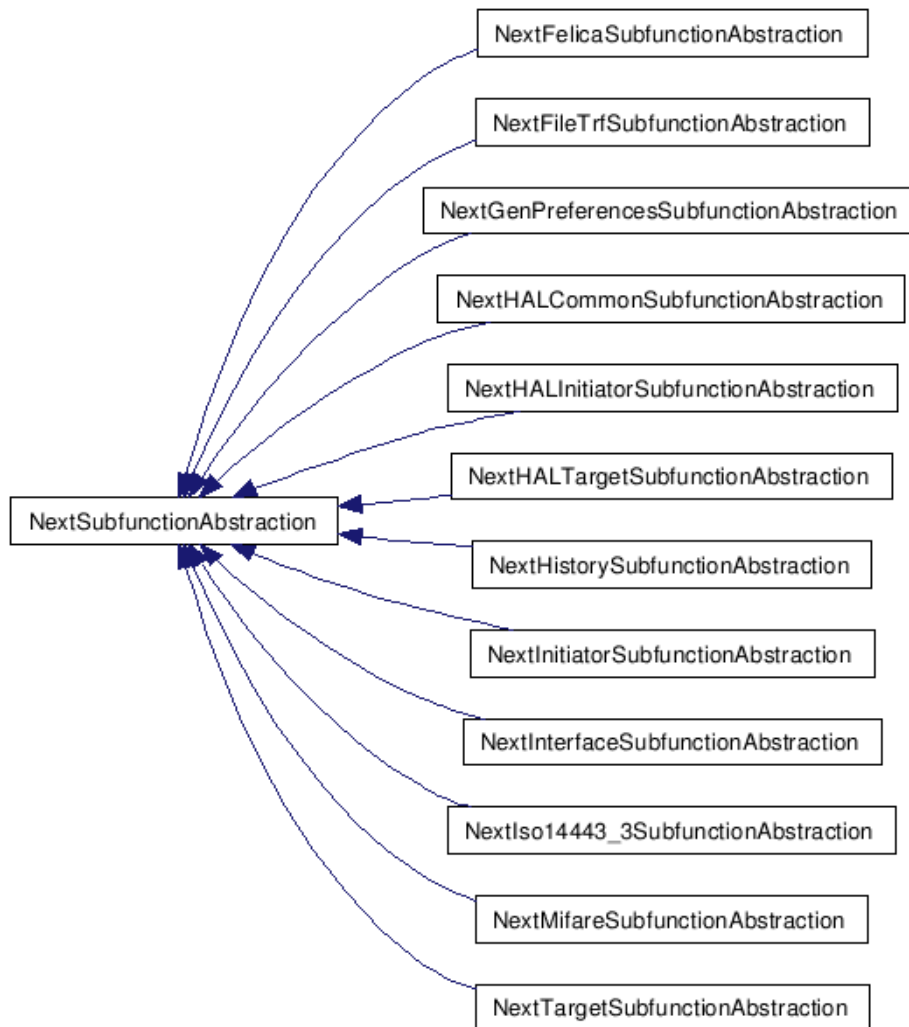 NextFelicaSubfunctionAbstraction
NextFileTrfSubfunctionAbstraction
NextGenPreferencesSubfunctionAbstraction
NextHALCommonSubfunctionAbstraction
NextHALInitiatorSubfunctionAbstraction
NextHALTargetSubfunctionAbstraction
NextSubfunctionAbstraction
NextHistorySubfunctionAbstraction
NextInitiatorSubfunctionAbstraction
NextInterfaceSubfunctionAbstraction
NextIso14443_3SubfunctionAbstraction
NextMifareSubfunctionAbstraction
NextTargetSubfunctionAbstraction